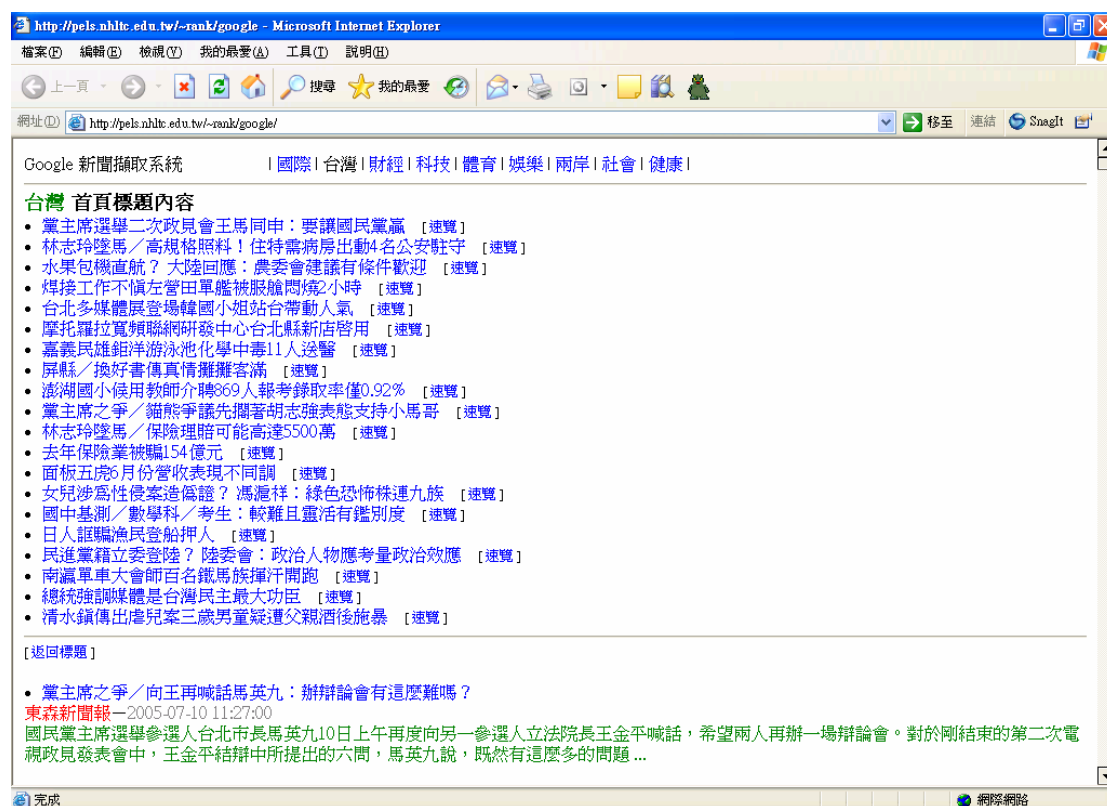 http://pels.nhltc.edu.tw/~rank/google - Microsoft Internet Explorer
檔案(F) 編輯(E) 檢視(V) 我的最愛(A) 工具(T) 說明(H)
上一頁 搜尋 我的最愛
網址(D) http://pels.nhltc.edu.tw/~rank/google/ 移至 連結 SnagIt
Google 新聞擷取系統 | 國際 | 台灣 | 財經 | 科技 | 體育 | 娛樂 | 兩岸 | 社會 | 健康 |
台灣 首頁標題內容
• 黨主席選舉二次政見會王馬同申：要讓國民黨贏 [速覽]
• 林志玲墜馬／高規格照料！住特需病房出動4名公安駐守 [速覽]
• 水果包機直航？ 大陸回應：農委會建議有條件歡迎 [速覽]
• 焊接工作不慎左營田單艦被服艙悶燒2小時 [速覽]
• 台北多媒體展登場韓國小姐站台帶動人氣 [速覽]
• 摩托羅拉寬頻聯網研發中心台北縣新店啓用 [速覽]
• 嘉義民雄鉅洋游泳池化學中毒11人送醫 [速覽]
• 屏縣／換好書傳真情攤攤客滿 [速覽]
• 澎湖國小候用教師介聘869人報考錄取率僅0.92% [速覽]
• 黨主席之爭／貓熊爭議先擱著胡志強表態支持小馬哥 [速覽]
• 林志玲墜馬／保險理賠可能高達5500萬 [速覽]
• 去年保險業被騙154億元 [速覽]
• 面板五虎6月份營收表現不同調 [速覽]
• 女兒涉爲性侵案造僞證？ 馮滬祥：綠色恐怖株連九族 [速覽]
• 國中基測／數學科／考生：較難且靈活有鑑別度 [速覽]
• 日人誆騙漁民登船押人 [速覽]
• 民進黨籍立委登陸？ 陸委會：政治人物應考量政治效應 [速覽]
• 南瀛單車大會師百名鐵馬族揮汗開跑 [速覽]
• 總統強調媒體是台灣民主最大功臣 [速覽]
• 清水鎮傳出虐兒案三歲男童疑遭父親酒後施暴 [速覽]
[返回標題]
• 黨主席之爭／向王再喊話馬英九：辦辯論會有這麼難嗎？
東森新聞報－2005-07-10 11:27:00
國民黨主席選舉參選人台北市長馬英九10日上午再度向另一參選人立法院長王金平喊話，希望兩人再辦一場辯論會。對於剛結束的第二次電
視政見發表會中，王金平結辯中所提出的六問，馬英九說，既然有這麼多的問題 ...
完成 網際網路